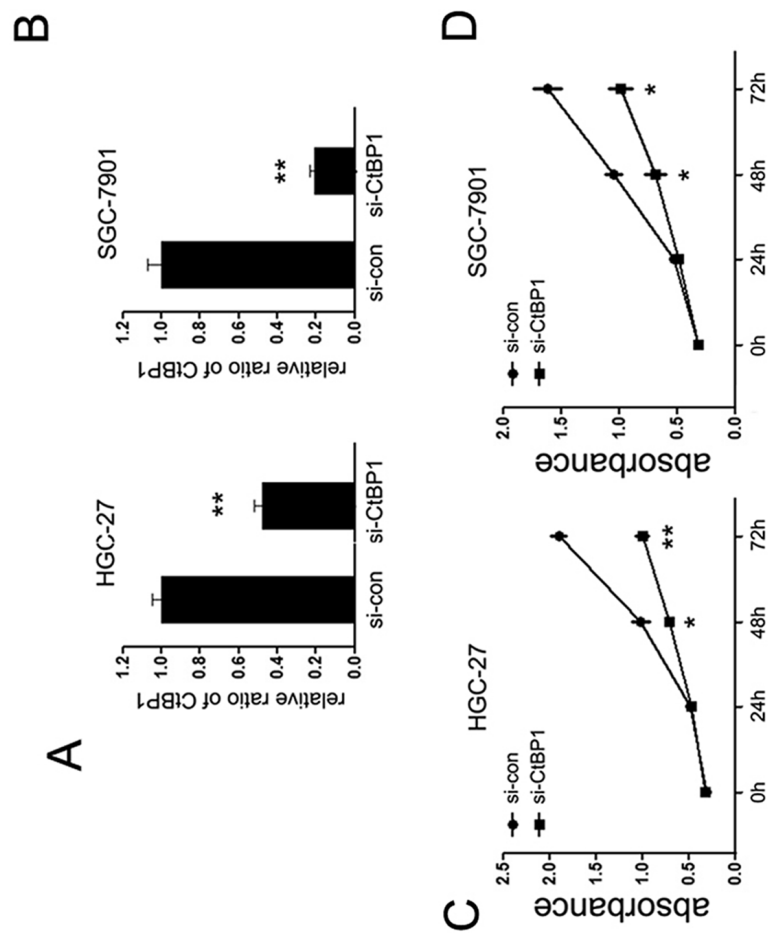 A
HGC-27
relative ratio of CtBP1
1.2
1.0
0.8
0.6
0.4
0.2
0.0
**
si-con
si-CtBP1
B
SGC-7901
relative ratio of CtBP1
1.2
1.0
0.8
0.6
0.4
0.2
0.0
**
si-con
si-CtBP1
C
HGC-27
absorbance
2.5
2.0
1.5
1.0
0.5
0.0
si-con
si-CtBP1
*
**
0h
24h
48h
72h
D
SGC-7901
absorbance
2.0
1.5
1.0
0.5
0.0
si-con
si-CtBP1
*
*
0h
24h
48h
72h